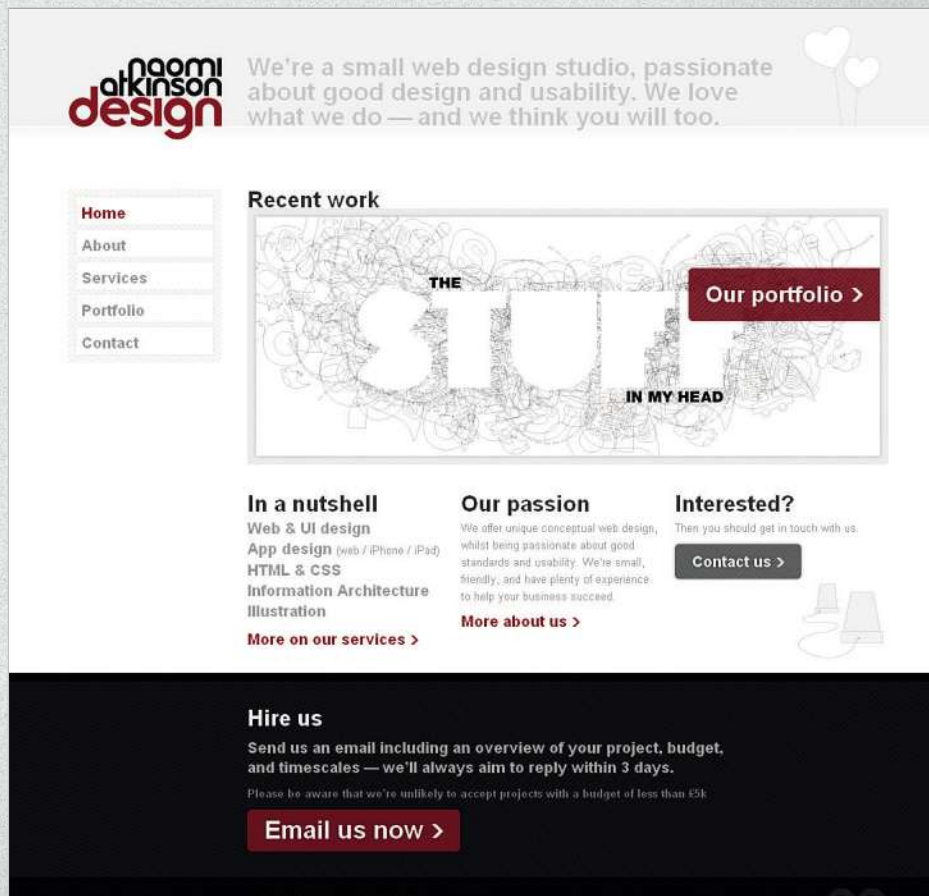 naomi
atkinson
design
We're a small web design studio, passionate
about good design and usability. We love
what we do — and we think you will too.
Home
About
Services
Portfolio
Contact
Recent work
THE
STUFF
IN MY HEAD
Our portfolio >
In a nutshell
Web & UI design
App design (web / iPhone / iPad)
HTML & CSS
Information Architecture
Illustration
More on our services >
Our passion
We offer unique conceptual web design,
whilst being passionate about good
standards and usability. We're small,
friendly, and have plenty of experience
to help your business succeed.
More about us >
Interested?
Then you should get in touch with us.
Contact us >
Hire us
Send us an email including an overview of your project, budget,
and timescales — we'll always aim to reply within 3 days.
Please be aware that we're unlikely to accept projects with a budget of less than £5k
Email us now >